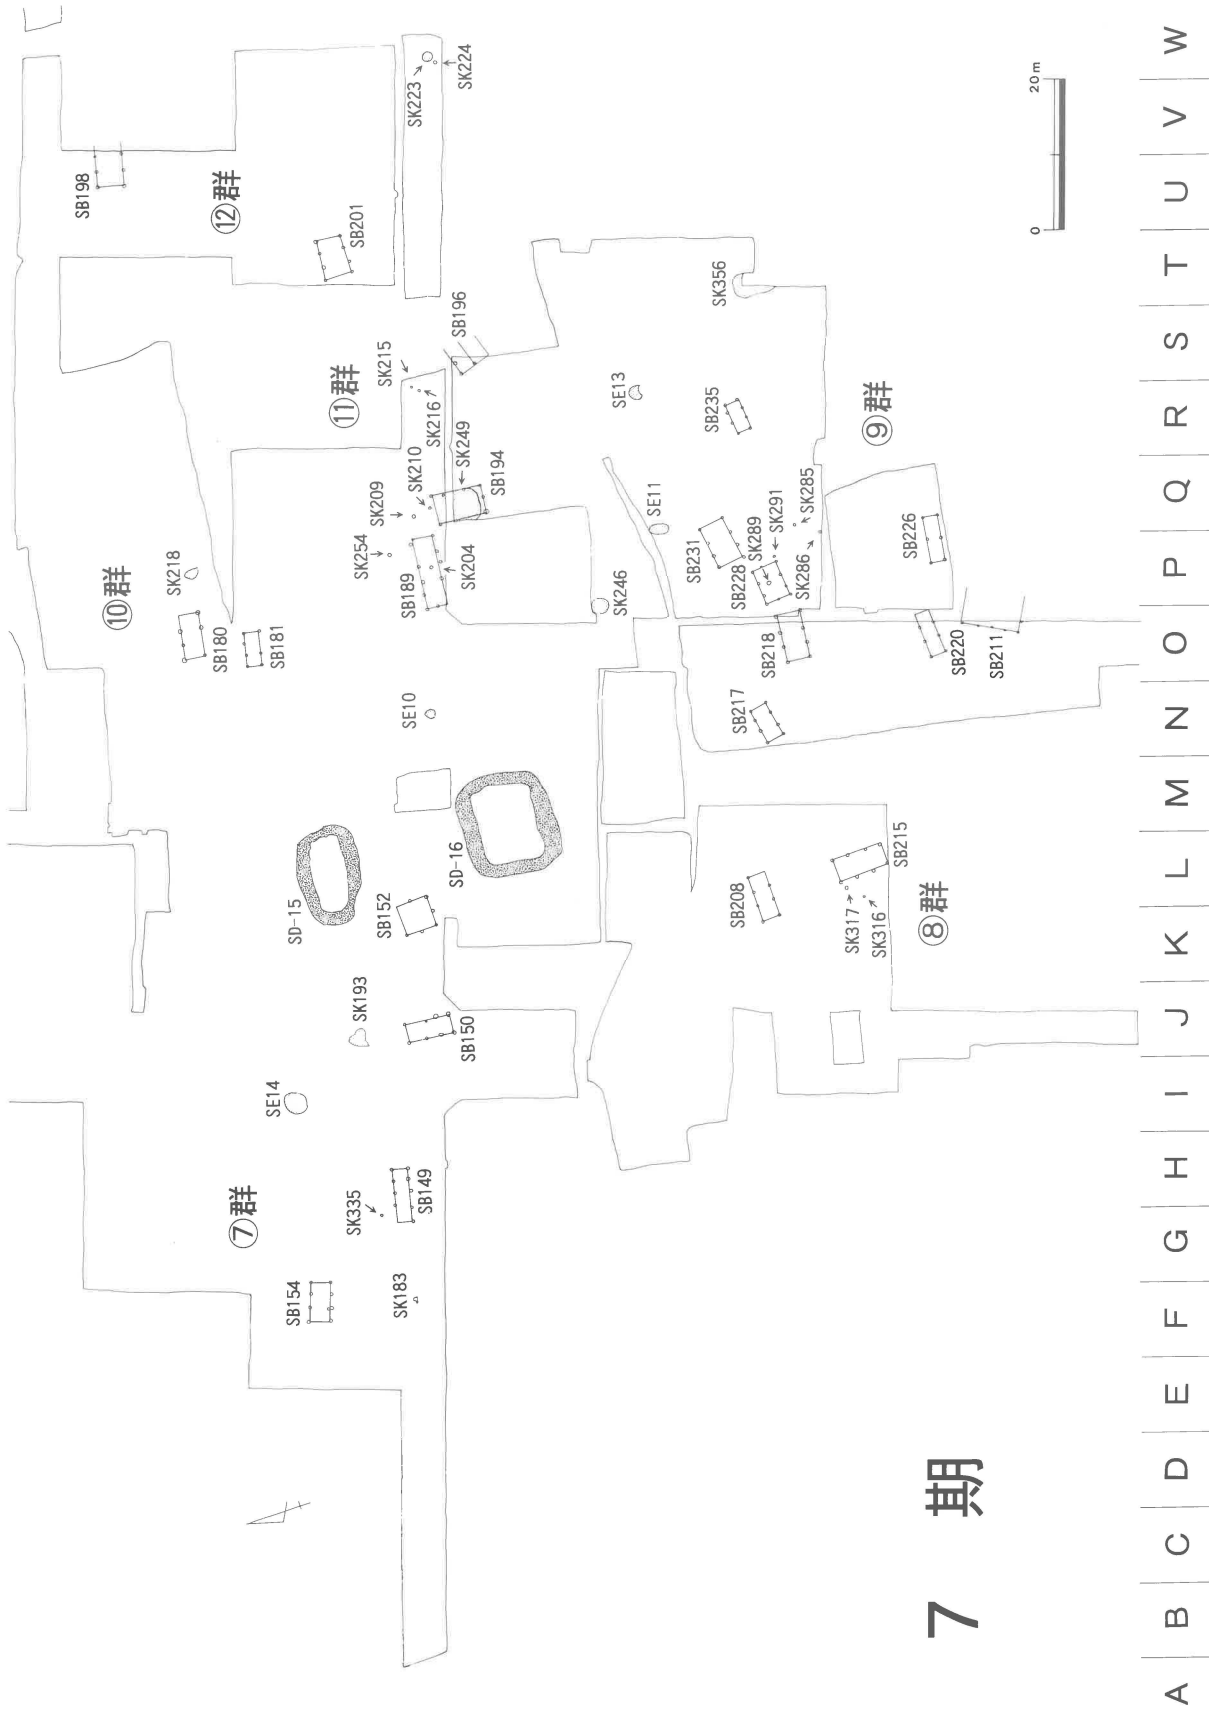 7 期
⑦群
SB154
SK183
SK335
SB149
SE14
SK193
SB150
SB152
SD-15
SD-16
SE10
⑧群
SB208
SB215
SK317
SK316
⑨群
SB217
SB218
SB220
SB211
SB228
SB231
SK289
SK291
SK286
SK285
SB226
SB235
SE11
SE13
SK356
SK246
⑩群
SB180
SB181
SK218
⑪群
SB189
SK204
SK254
SK209
SK210
SK249
SB194
SK216
SK215
SB196
⑫群
SB198
SB201
SK223
SK224
0 20m
A B C D E F G H I J K L M N O P Q R S T U V W